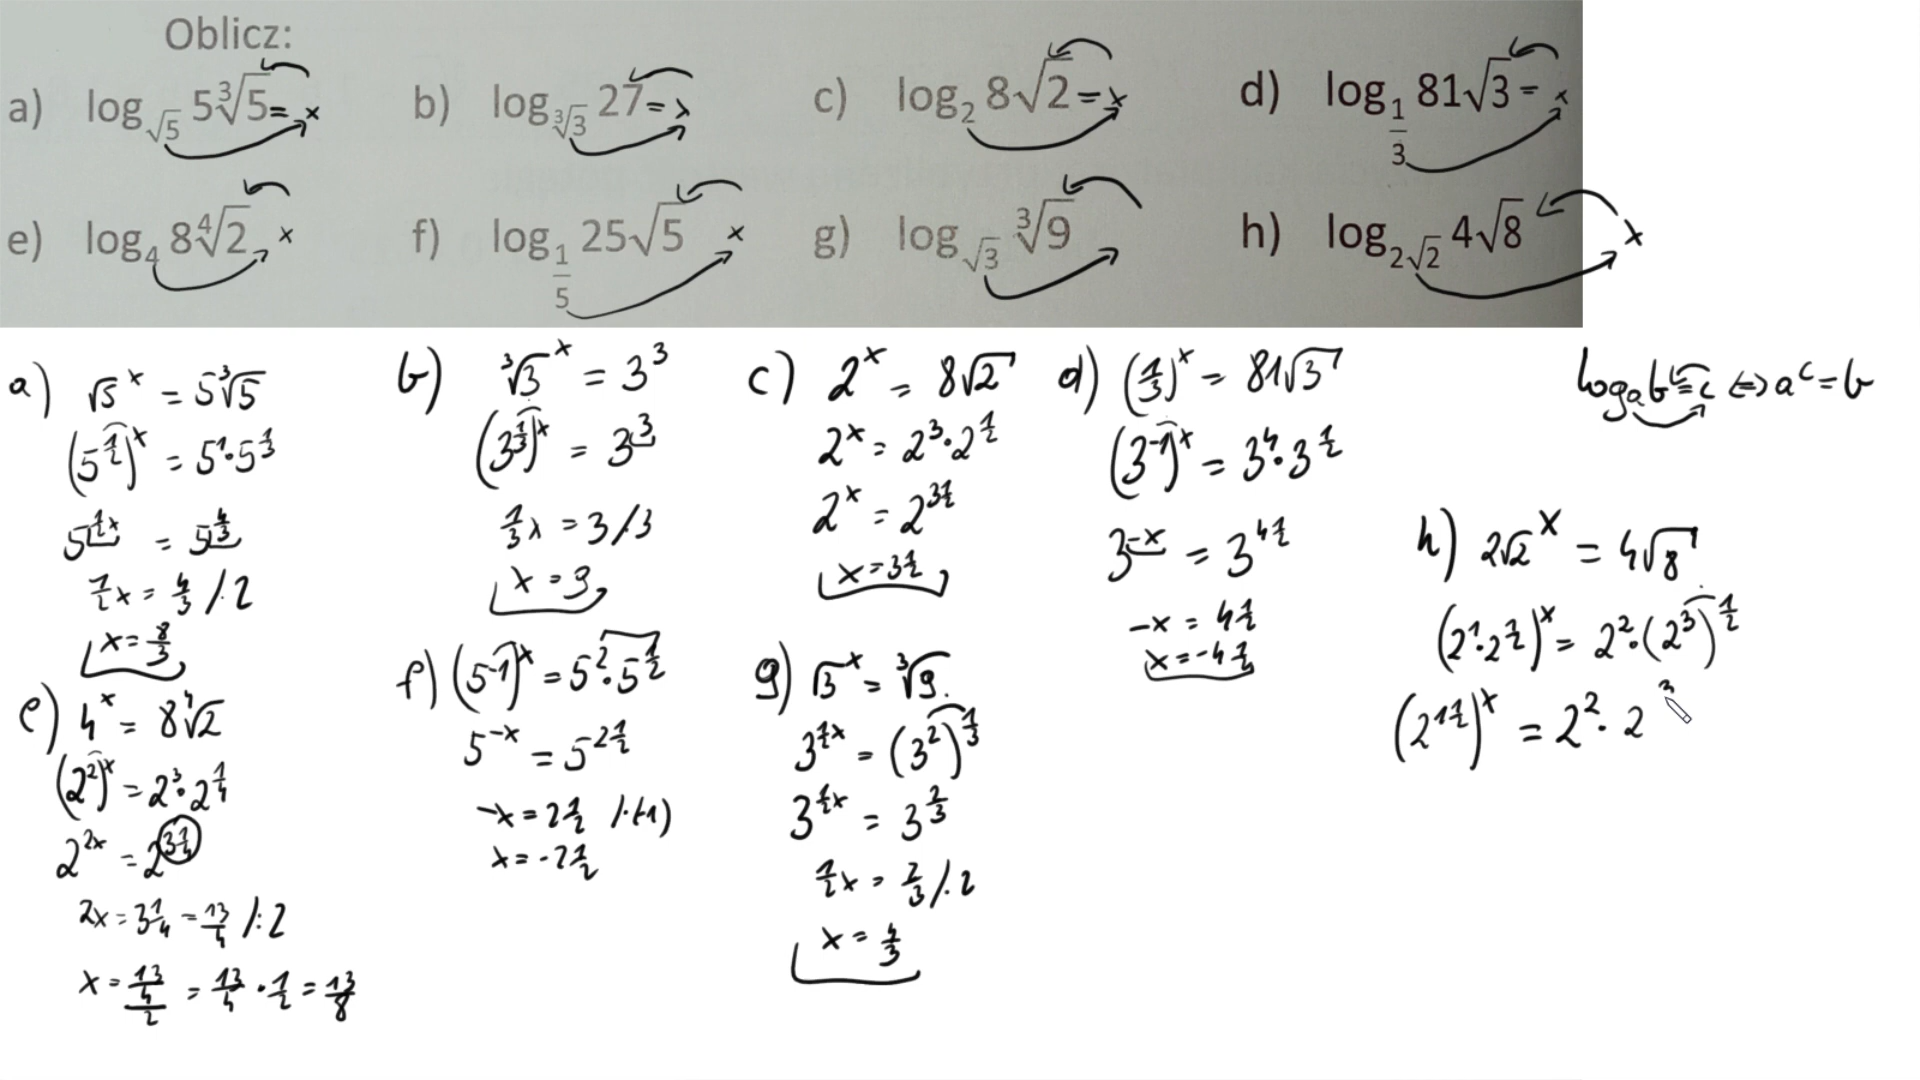 Oblicz:
a) log_√5 5∛5 = x
b) log_∛3 27 = x
c) log_2 8√2 = x
d) log_1/3 81√3 = x
e) log_4 8∜2 x
f) log_1/5 25√5 x
g) log_√3 ∛9
h) log_2√2 4√8 x
log_a b = c ⇔ a^c = b
a) √5^x = 5∛5
(5^1/2)^x = 5^1·5^1/3
5^1/2x = 5^4/3
1/2x = 4/3 /·2
x = 8/3
b) ∛3^x = 3^3
(3^1/3)^x = 3^3
1/3x = 3 /·3
x = 9
c) 2^x = 8√2
2^x = 2^3·2^1/2
2^x = 2^3 1/2
x = 3 1/2
d) (1/3)^x = 81√3
(3^-1)^x = 3^4·3^1/2
3^-x = 3^4 1/2
-x = 4 1/2
x = -4 1/2
e) 4^x = 8∜2
(2^2)^x = 2^3·2^1/4
2^2x = 2^3 1/4
2x = 3 1/4 = 13/4 /:2
x = 13/4/2 = 13/4 · 1/2 = 13/8
f) (5^-1)^x = 5^2·5^1/2
5^-x = 5^2 1/2
-x = 2 1/2 /·(-1)
x = -2 1/2
g) √3^x = ∛9
3^1/2x = (3^2)^1/3
3^1/2x = 3^2/3
1/2x = 2/3 /·2
x = 4/3
h) 2√2^x = 4√8
(2^1·2^1/2)^x = 2^2·(2^3)^1/2
(2^1 1/2)^x = 2^2·2^3